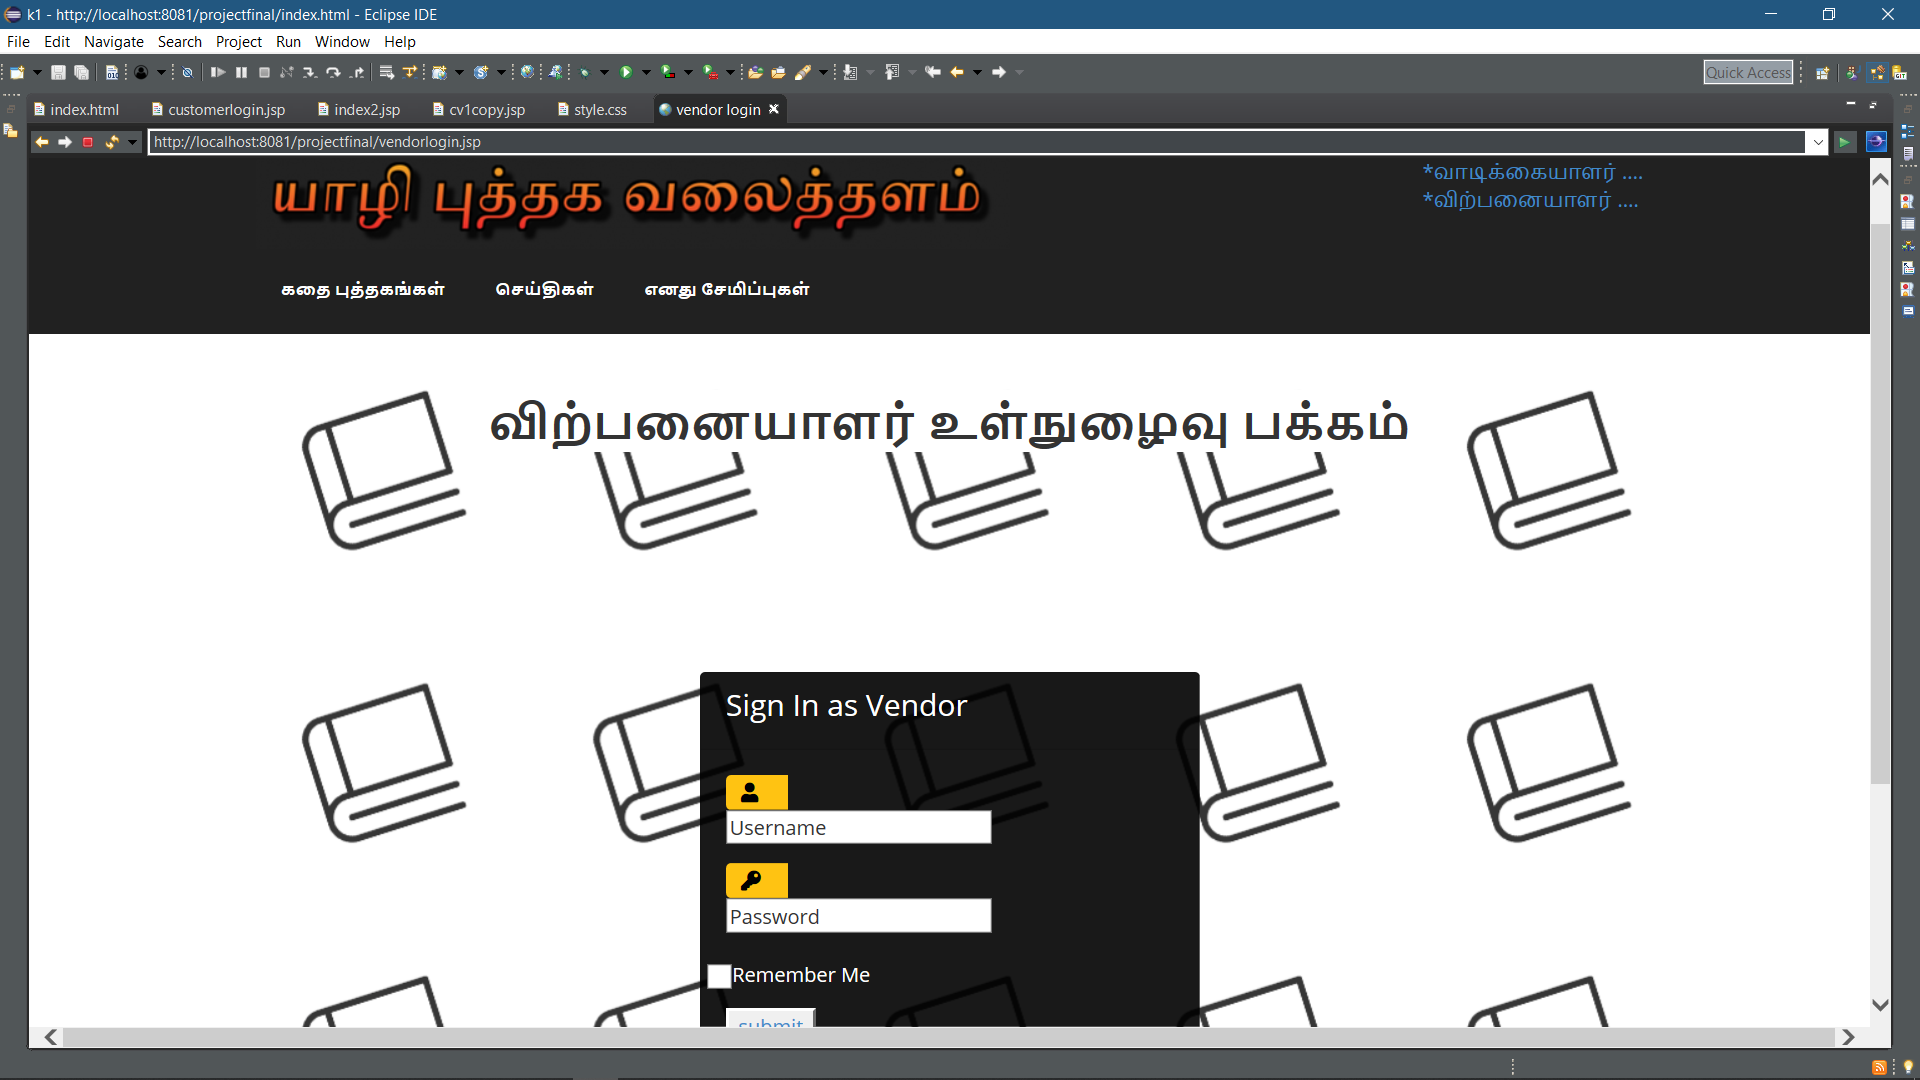 k1 - http://localhost:8081/projectfinal/index.html - Eclipse IDE
File Edit Navigate Search Project Run Window Help
Quick Access
index.html customerlogin.jsp index2.jsp cv1copy.jsp style.css vendor login
http://localhost:8081/projectfinal/vendorlogin.jsp
யாழி புத்தக வலைத்தளம்
*வாடிக்கையாளர் ....
*விற்பனையாளர் ....
கதை புத்தகங்கள் செய்திகள் எனது சேமிப்புகள்
விற்பனையாளர் உள்நுழைவு பக்கம்
Sign In as Vendor
Username
Password
Remember Me
submit